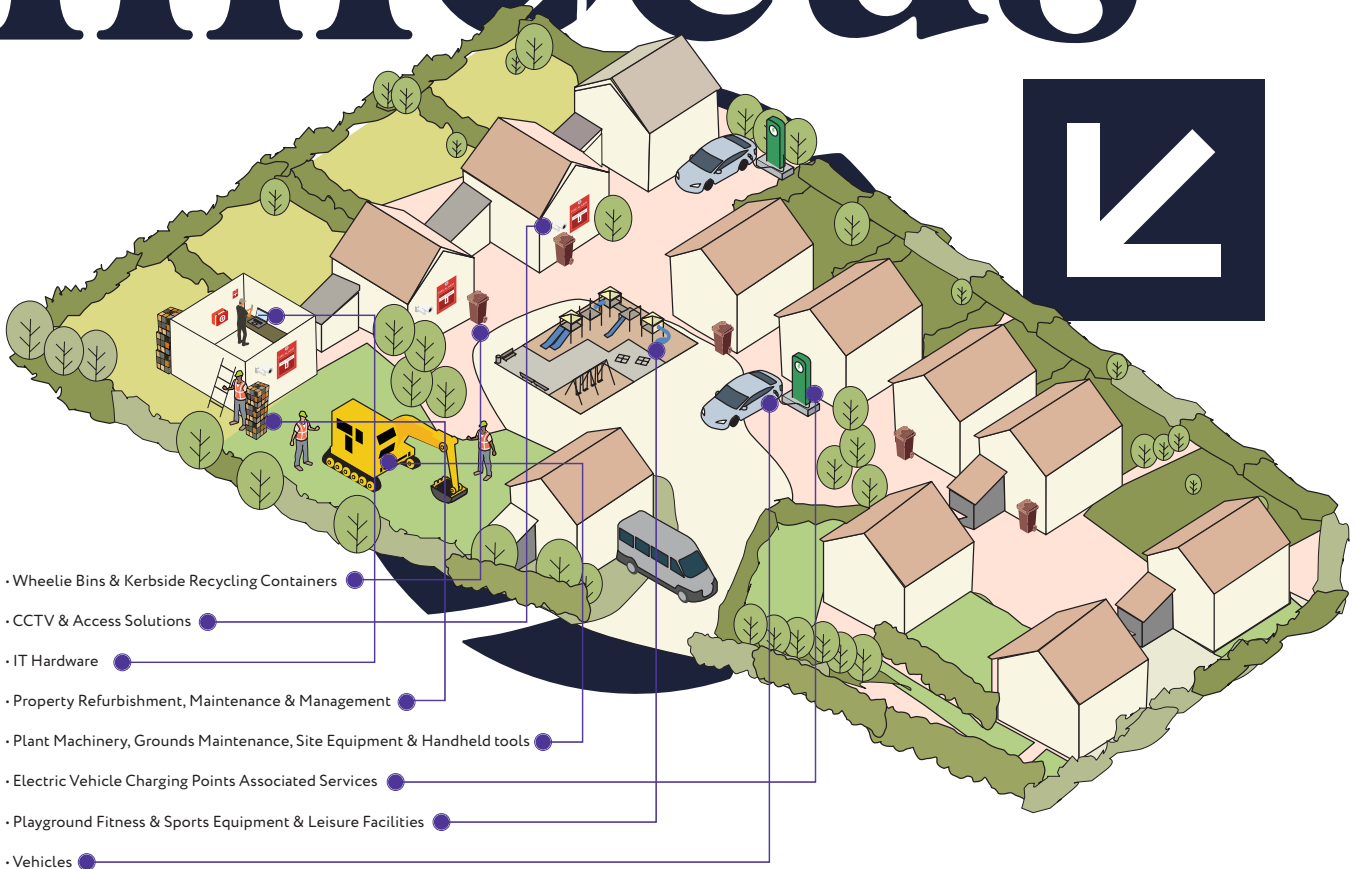 · Wheelie Bins & Kerbside Recycling Containers
· CCTV & Access Solutions
· IT Hardware
· Property Refurbishment, Maintenance & Management
· Plant Machinery, Grounds Maintenance, Site Equipment & Handheld tools
· Electric Vehicle Charging Points Associated Services
· Playground Fitness & Sports Equipment & Leisure Facilities
· Vehicles